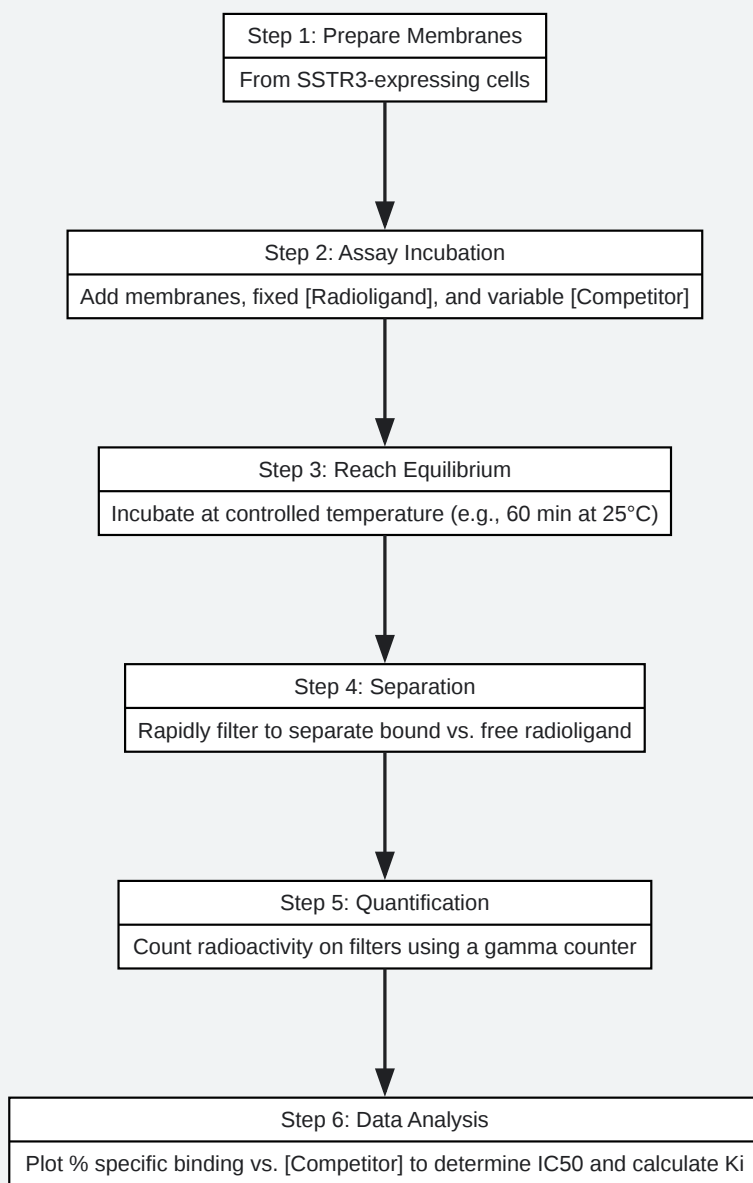 Step 1: Prepare Membranes
From SSTR3-expressing cells
Step 2: Assay Incubation
Add membranes, fixed [Radioligand], and variable [Competitor]
Step 3: Reach Equilibrium
Incubate at controlled temperature (e.g., 60 min at 25°C)
Step 4: Separation
Rapidly filter to separate bound vs. free radioligand
Step 5: Quantification
Count radioactivity on filters using a gamma counter
Step 6: Data Analysis
Plot % specific binding vs. [Competitor] to determine IC50 and calculate Ki